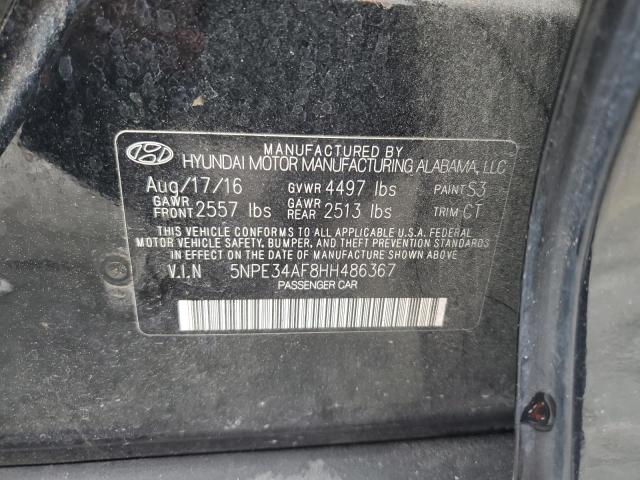 MANUFACTURED BY
HYUNDAI MOTOR MANUFACTURING ALABAMA, LLC
Aug/17/16 GVWR 4497 lbs PAINT S3
GAWR FRONT 2557 lbs GAWR REAR 2513 lbs TRIM CT
THIS VEHICLE CONFORMS TO ALL APPLICABLE U.S.A. FEDERAL
MOTOR VEHICLE SAFETY, BUMPER, AND THEFT PREVENTION STANDARDS
IN EFFECT ON THE DATE OF MANUFACTURE SHOWN ABOVE.
V.I.N 5NPE34AF8HH486367
PASSENGER CAR